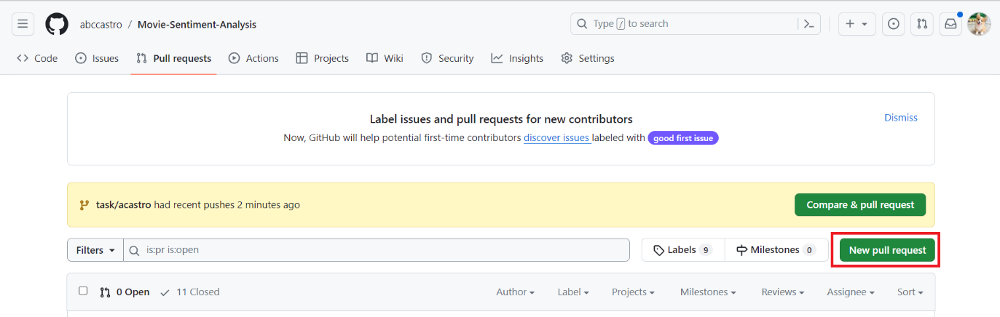 abccastro / Movie-Sentiment-Analysis
Type / to search
Code Issues Pull requests Actions Projects Wiki Security Insights Settings
Label issues and pull requests for new contributors
Dismiss
Now, GitHub will help potential first-time contributors discover issues labeled with good first issue
task/acastro had recent pushes 2 minutes ago
Compare & pull request
Filters is:pr is:open Labels 9 Milestones 0 New pull request
0 Open 11 Closed Author Label Projects Milestones Reviews Assignee Sort